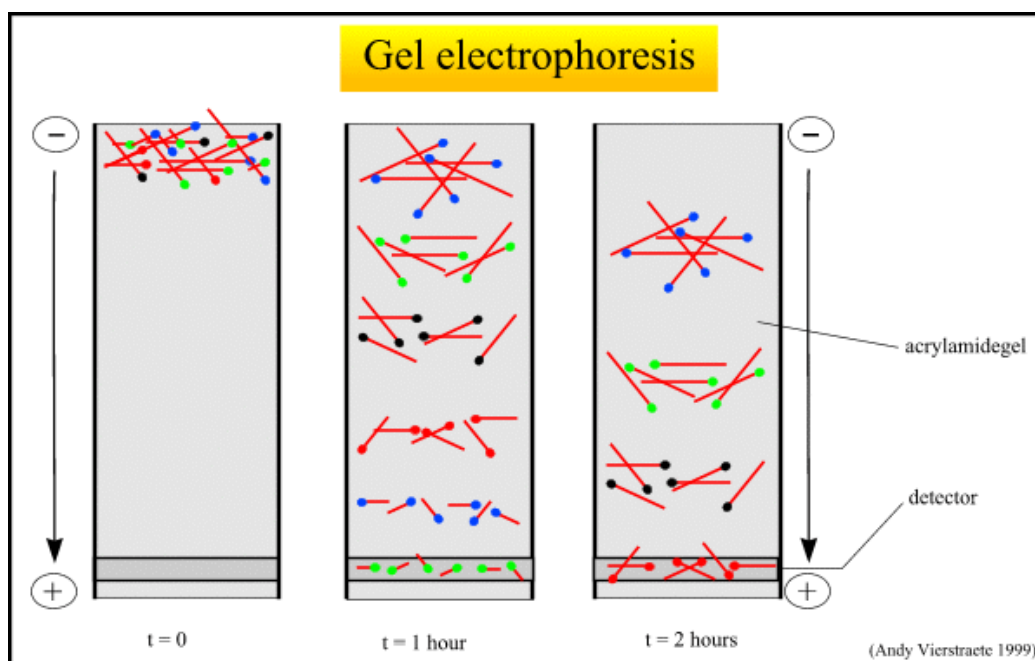 Gel electrophoresis
−
−
acrylamidegel
detector
+
+
t = 0
t = 1 hour
t = 2 hours
(Andy Vierstraete 1999)